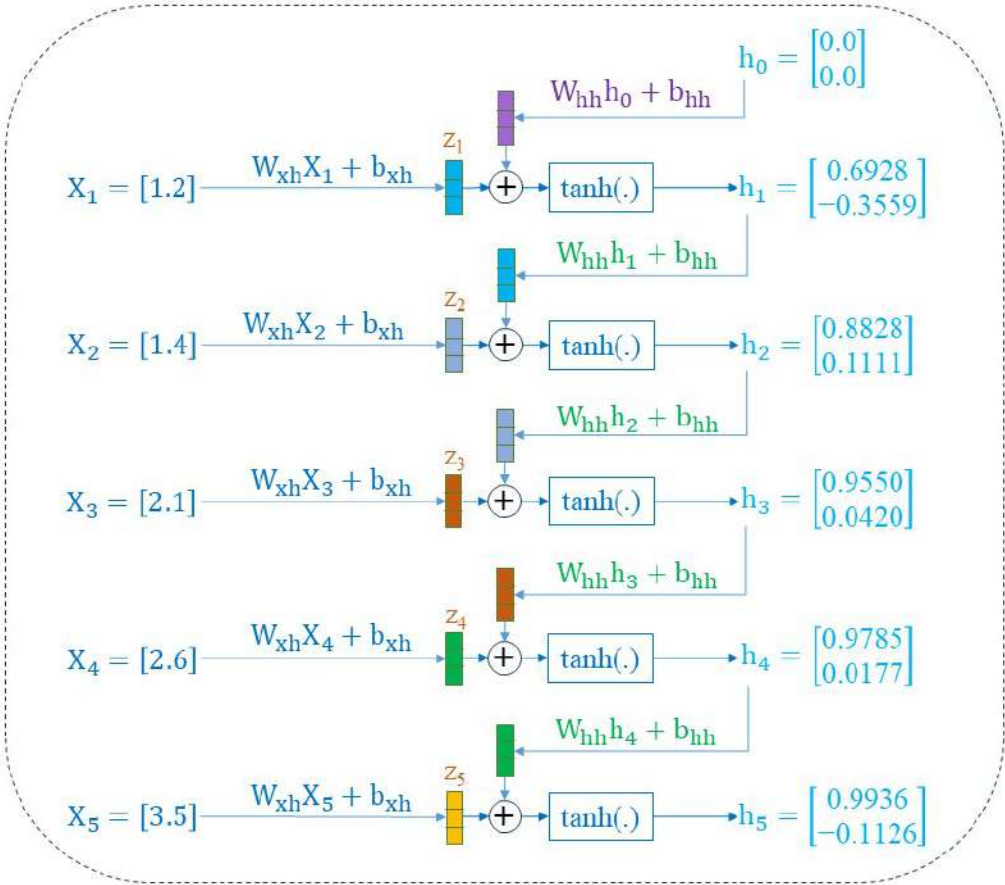 h₀ = [0.0
0.0]
W_hh h₀ + b_hh
z₁
X₁ = [1.2] W_xh X₁ + b_xh + tanh(.) h₁ = [0.6928
−0.3559]
W_hh h₁ + b_hh
z₂
X₂ = [1.4] W_xh X₂ + b_xh + tanh(.) h₂ = [0.8828
0.1111]
W_hh h₂ + b_hh
z₃
X₃ = [2.1] W_xh X₃ + b_xh + tanh(.) h₃ = [0.9550
0.0420]
W_hh h₃ + b_hh
z₄
X₄ = [2.6] W_xh X₄ + b_xh + tanh(.) h₄ = [0.9785
0.0177]
W_hh h₄ + b_hh
z₅
X₅ = [3.5] W_xh X₅ + b_xh + tanh(.) h₅ = [0.9936
−0.1126]